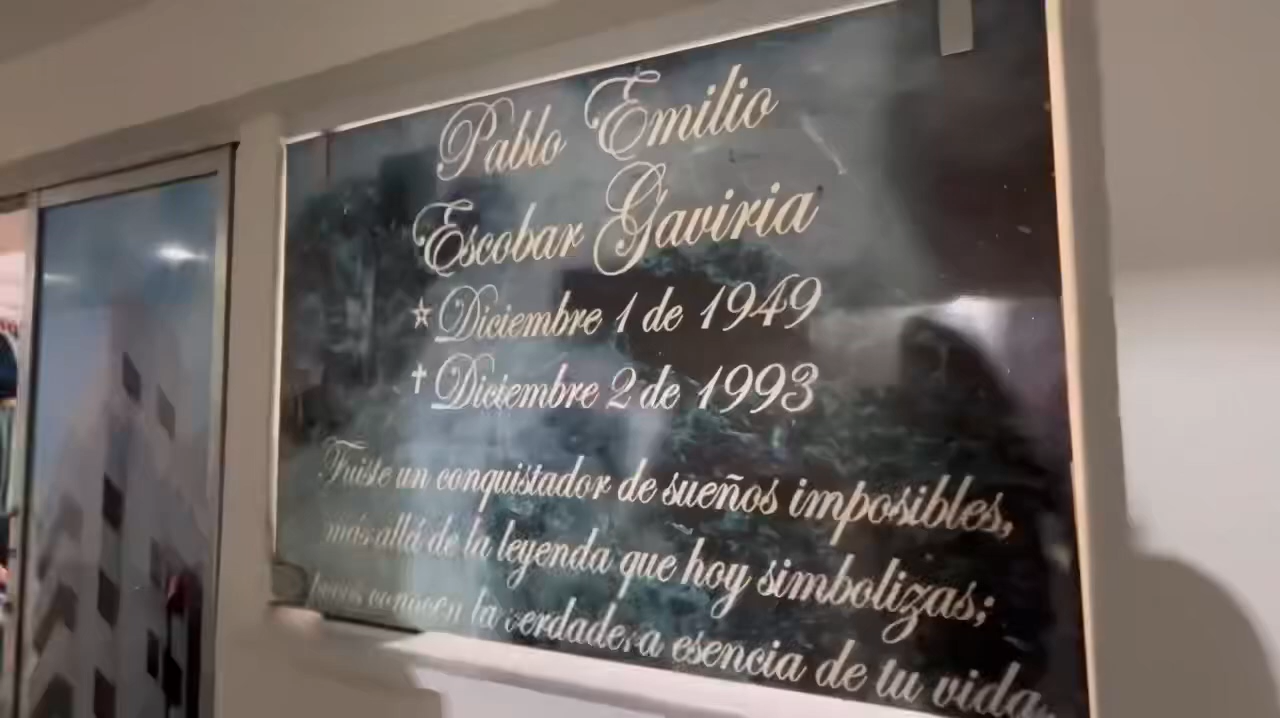 Pablo Emilio
Escobar Gaviria
☆ Diciembre 1 de 1949
† Diciembre 2 de 1993
Fuiste un conquistador de sueños imposibles,
más allá de la leyenda que hoy simbolizas;
pocos conocen la verdadera esencia de tu vida.